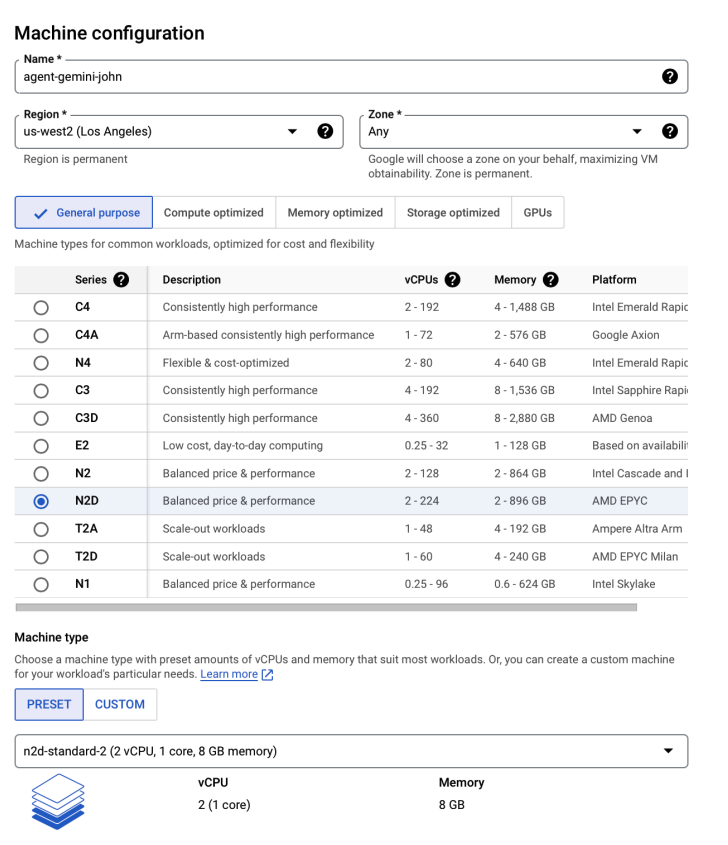 Machine configuration
Name *
agent-gemini-john
Region *
us-west2 (Los Angeles)
Region is permanent
Zone *
Any
Google will choose a zone on your behalf, maximizing VM
obtainability. Zone is permanent.
General purpose Compute optimized Memory optimized Storage optimized GPUs
Machine types for common workloads, optimized for cost and flexibility
Series Description vCPUs Memory Platform
C4 Consistently high performance 2 - 192 4 - 1,488 GB Intel Emerald Rapid
C4A Arm-based consistently high performance 1 - 72 2 - 576 GB Google Axion
N4 Flexible & cost-optimized 2 - 80 4 - 640 GB Intel Emerald Rapid
C3 Consistently high performance 4 - 192 8 - 1,536 GB Intel Sapphire Rapi
C3D Consistently high performance 4 - 360 8 - 2,880 GB AMD Genoa
E2 Low cost, day-to-day computing 0.25 - 32 1 - 128 GB Based on availabilit
N2 Balanced price & performance 2 - 128 2 - 864 GB Intel Cascade and I
N2D Balanced price & performance 2 - 224 2 - 896 GB AMD EPYC
T2A Scale-out workloads 1 - 48 4 - 192 GB Ampere Altra Arm
T2D Scale-out workloads 1 - 60 4 - 240 GB AMD EPYC Milan
N1 Balanced price & performance 0.25 - 96 0.6 - 624 GB Intel Skylake
Machine type
Choose a machine type with preset amounts of vCPUs and memory that suit most workloads. Or, you can create a custom machine
for your workload's particular needs. Learn more
PRESET CUSTOM
n2d-standard-2 (2 vCPU, 1 core, 8 GB memory)
vCPU Memory
2 (1 core) 8 GB